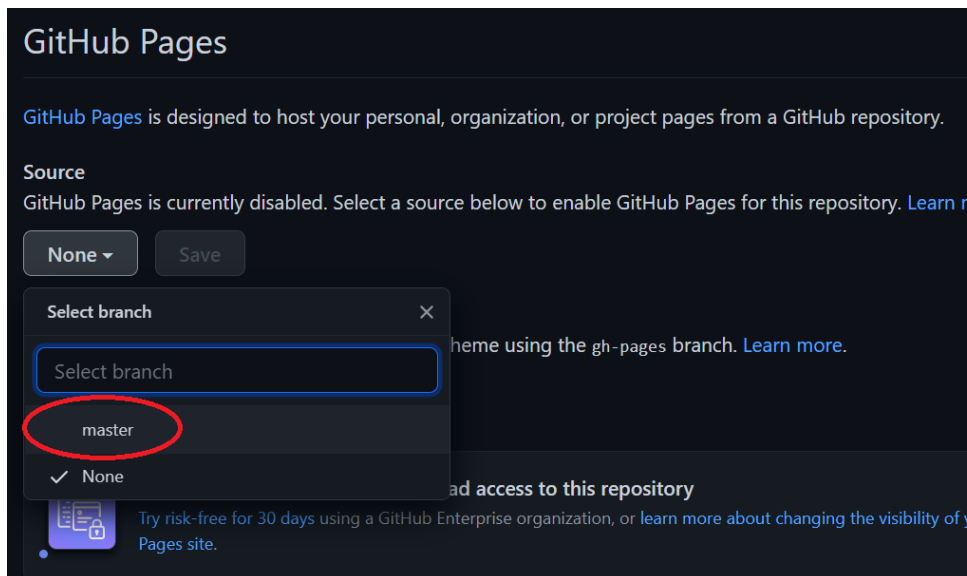 GitHub Pages
GitHub Pages is designed to host your personal, organization, or project pages from a GitHub repository.
Source
GitHub Pages is currently disabled. Select a source below to enable GitHub Pages for this repository. Learn
None Save
Select branch
heme using the gh-pages branch. Learn more.
Select branch
master
None
ad access to this repository
Try risk-free for 30 days using a GitHub Enterprise organization, or learn more about changing the visibility of
Pages site.